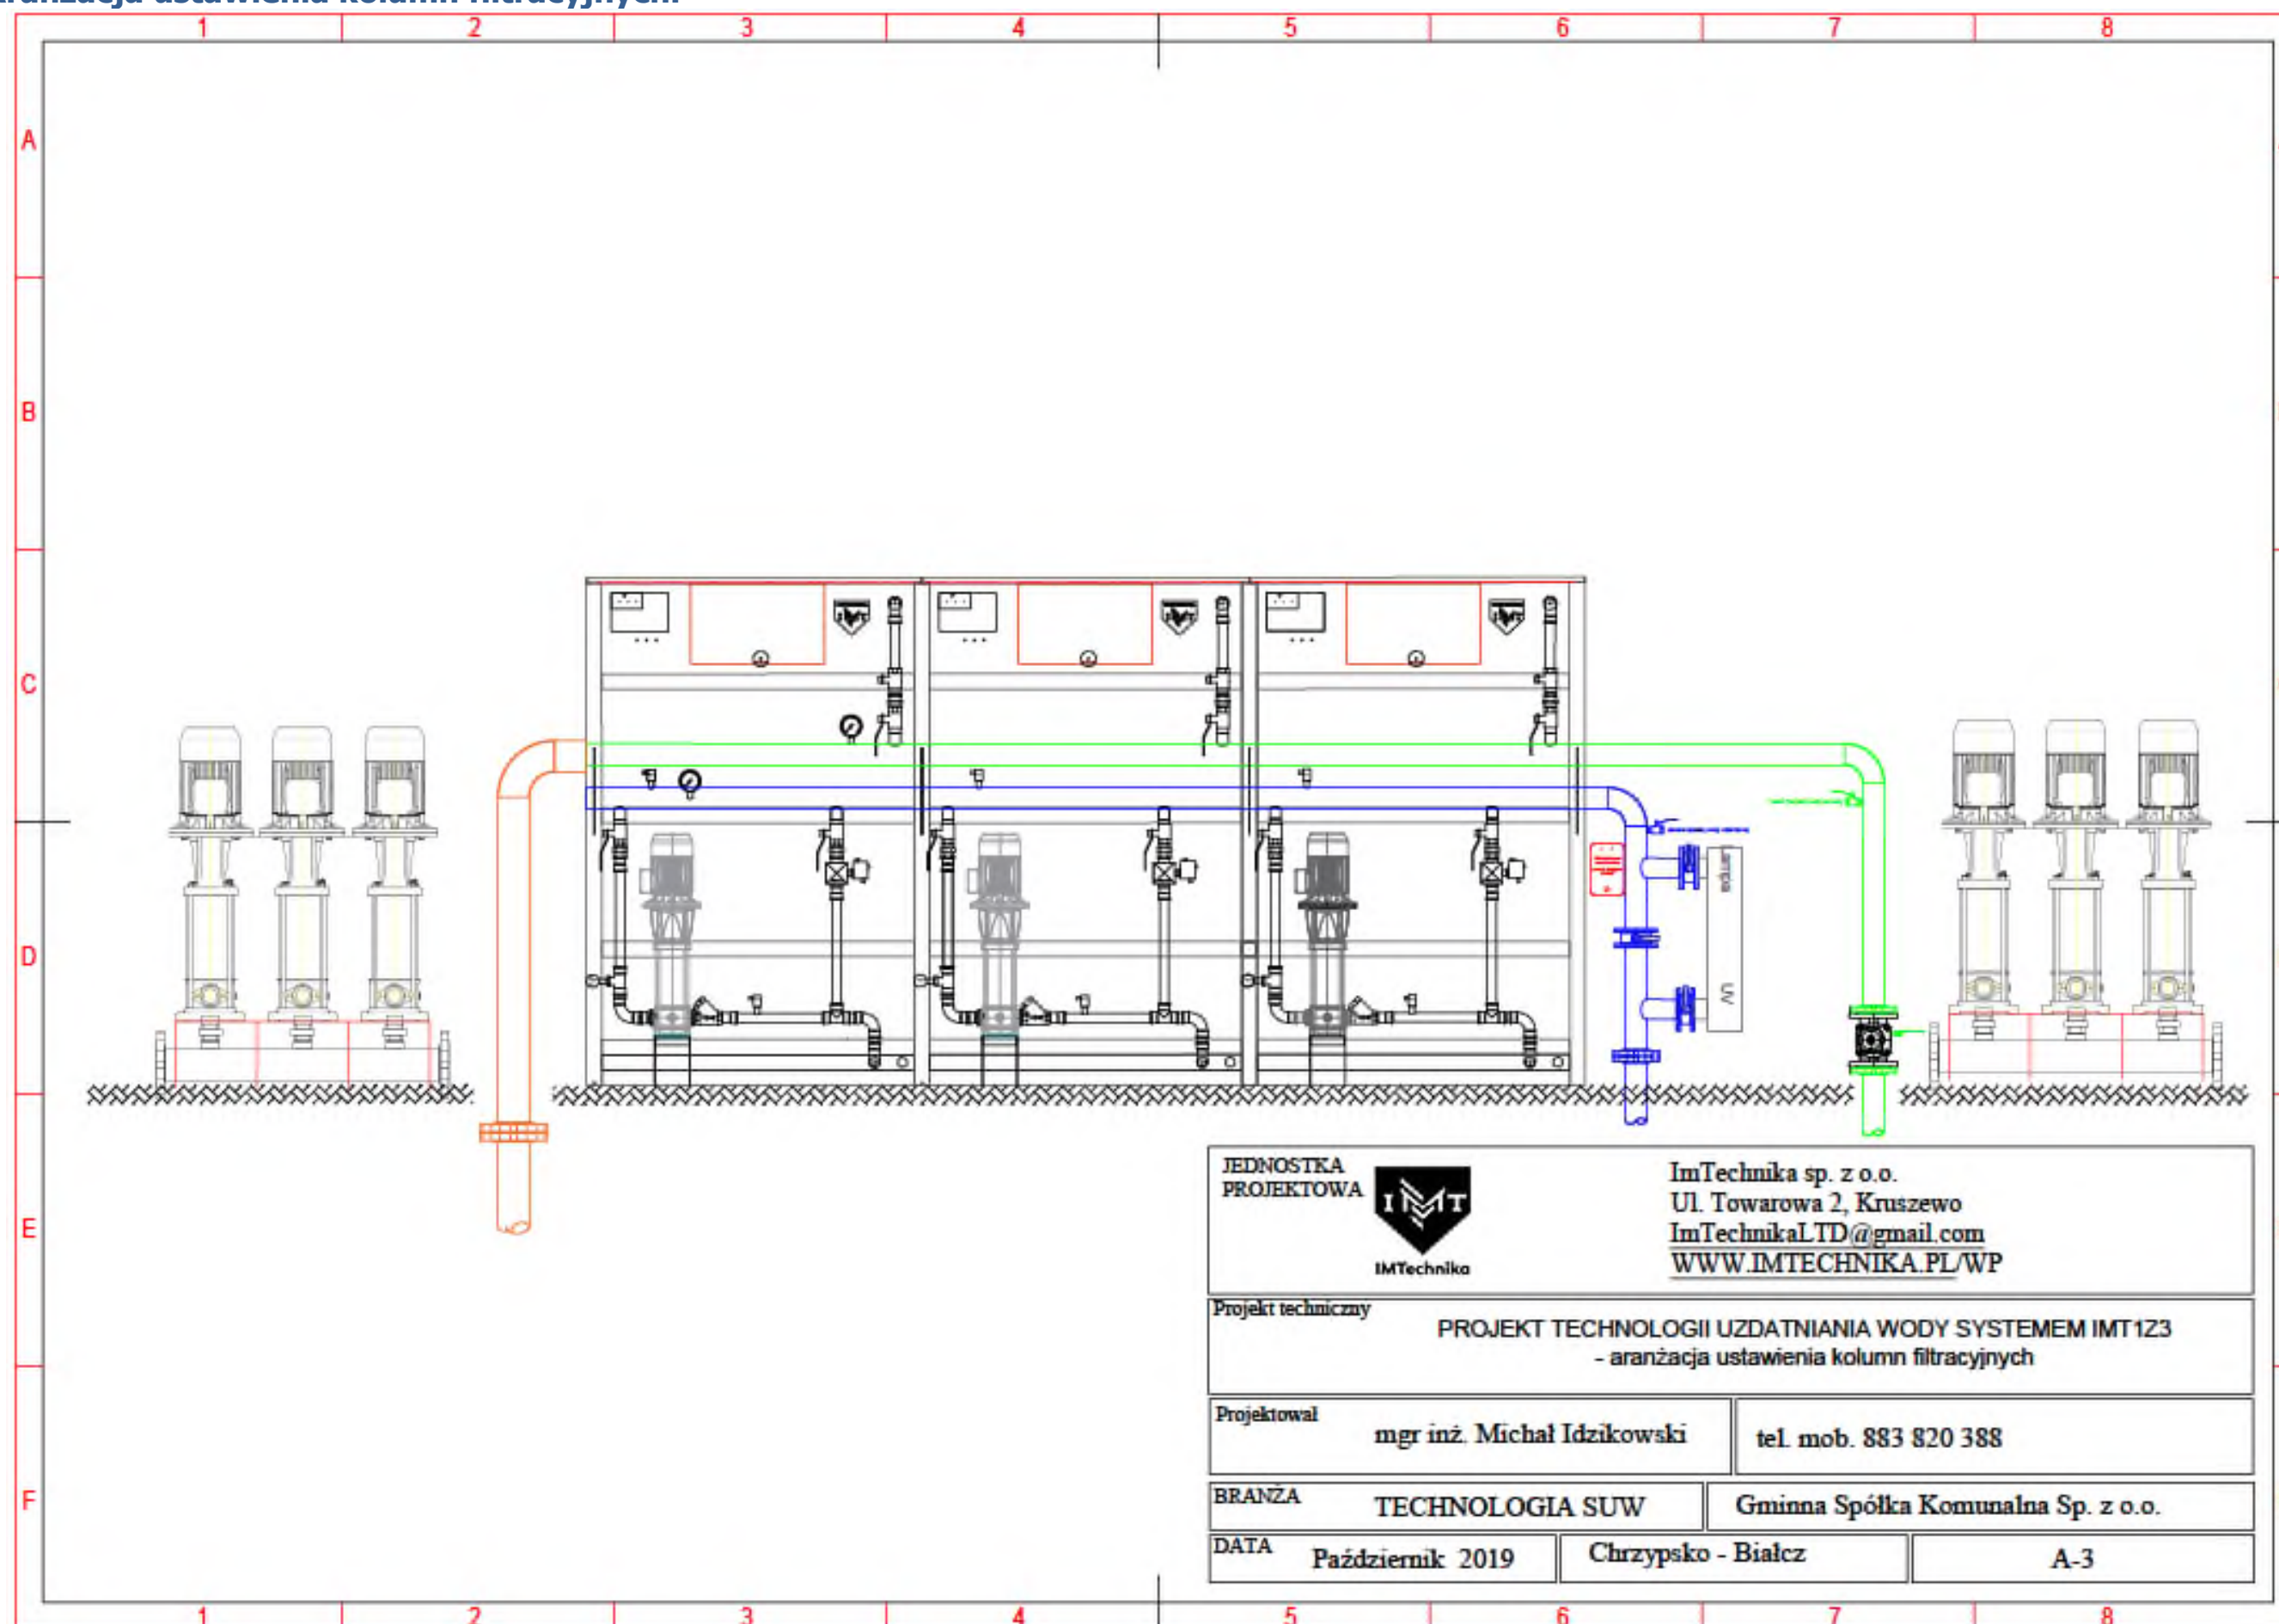 aranżacja ustawienia kolumn filtracyjnych.
1 2 3 4 5 6 7 8
A
B
C
D
E
F
Lampa
UV
JEDNOSTKA
PROJEKTOWA
IMT
IMTechnika
ImTechnika sp. z o.o.
Ul. Towarowa 2, Kruszewo
ImTechnikaLTD@gmail.com
WWW.IMTECHNIKA.PL/WP
Projekt techniczny
PROJEKT TECHNOLOGII UZDATNIANIA WODY SYSTEMEM IMT1Z3
- aranżacja ustawienia kolumn filtracyjnych
Projektował
mgr inż. Michał Idzikowski
tel. mob. 883 820 388
BRANŻA
TECHNOLOGIA SUW
Gminna Spółka Komunalna Sp. z o.o.
DATA
Październik 2019
Chrzypsko - Białcz
A-3
1 2 3 4 5 6 7 8